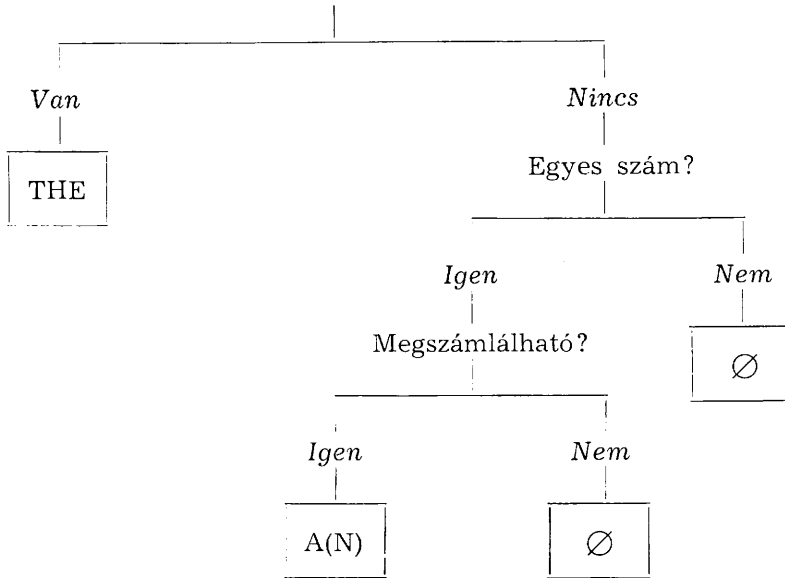 Van Nincs
THE Egyes szám?
Igen Nem
Megszámlálható? ∅
Igen Nem
A(N) ∅